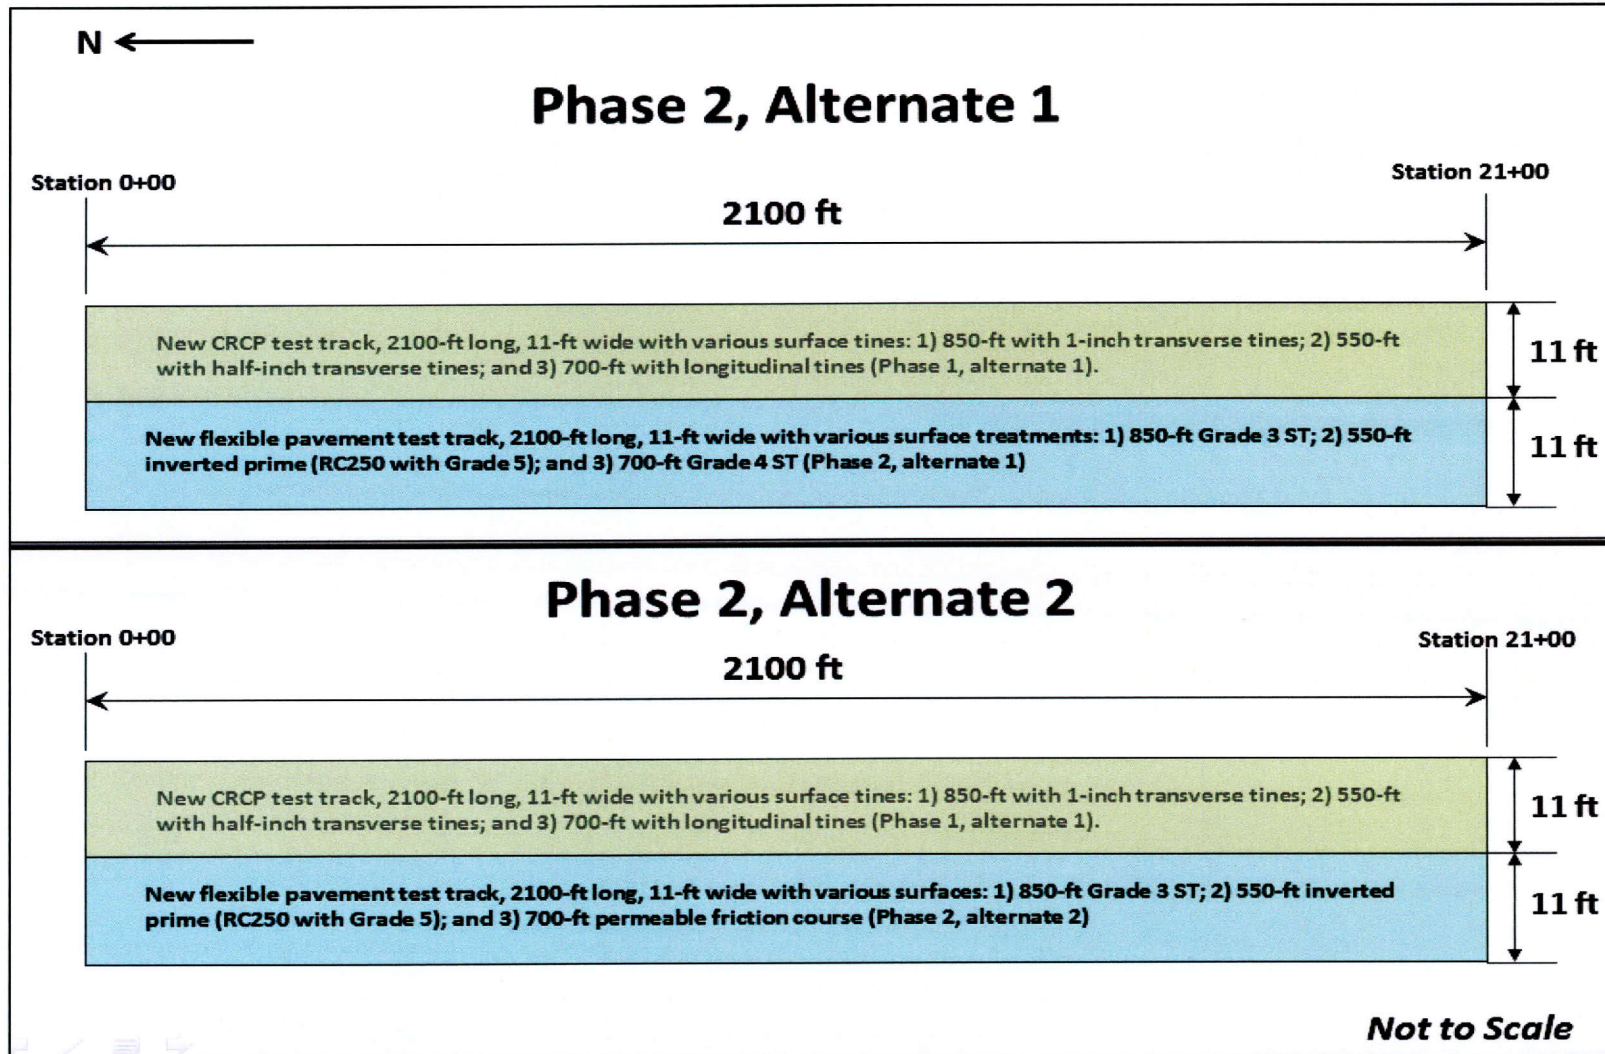 N
Phase 2, Alternate 1
Station 0+00
Station 21+00
2100 ft
New CRCP test track, 2100-ft long, 11-ft wide with various surface tines: 1) 850-ft with 1-inch transverse tines; 2) 550-ft
with half-inch transverse tines; and 3) 700-ft with longitudinal tines (Phase 1, alternate 1).
11 ft
New flexible pavement test track, 2100-ft long, 11-ft wide with various surface treatments: 1) 850-ft Grade 3 ST; 2) 550-ft
inverted prime (RC250 with Grade 5); and 3) 700-ft Grade 4 ST (Phase 2, alternate 1)
11 ft
Phase 2, Alternate 2
Station 0+00
Station 21+00
2100 ft
New CRCP test track, 2100-ft long, 11-ft wide with various surface tines: 1) 850-ft with 1-inch transverse tines; 2) 550-ft
with half-inch transverse tines; and 3) 700-ft with longitudinal tines (Phase 1, alternate 1).
11 ft
New flexible pavement test track, 2100-ft long, 11-ft wide with various surfaces: 1) 850-ft Grade 3 ST; 2) 550-ft inverted
prime (RC250 with Grade 5); and 3) 700-ft permeable friction course (Phase 2, alternate 2)
11 ft
Not to Scale